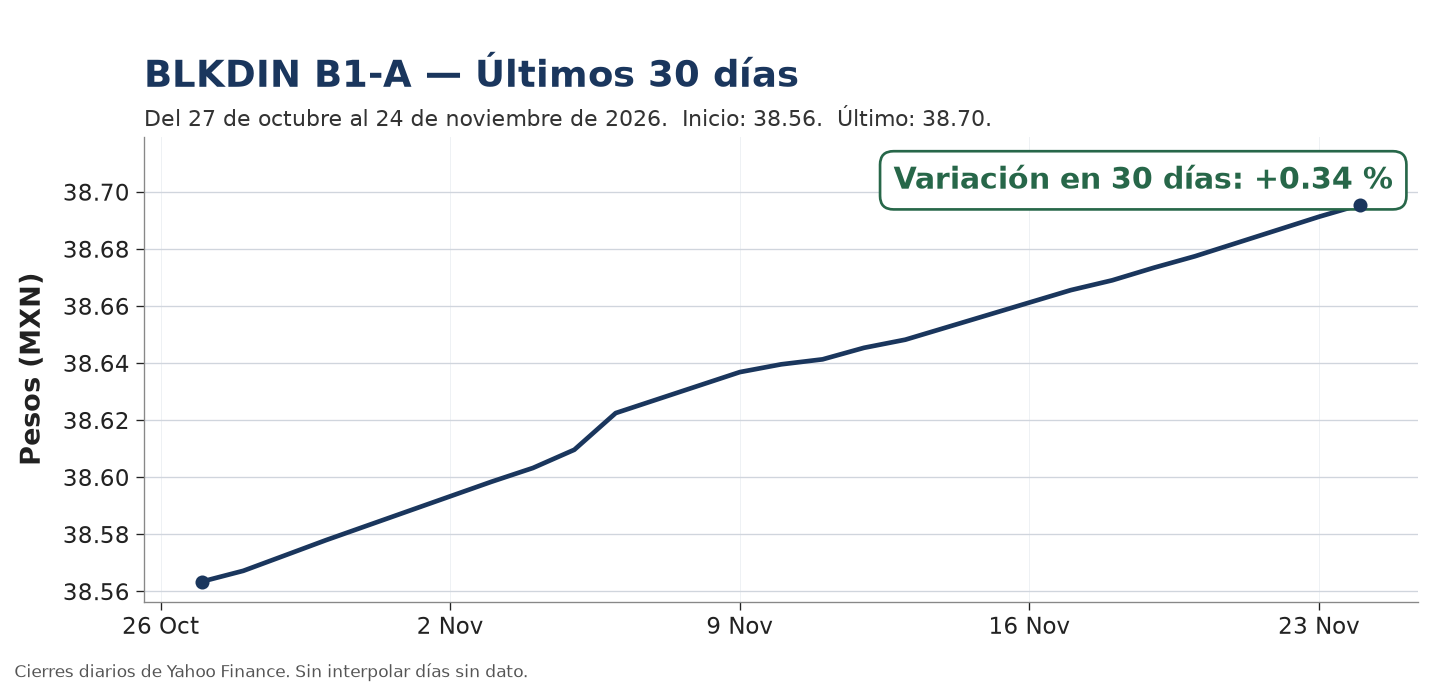 BLKDIN B1-A — Últimos 30 días
Del 27 de octubre al 24 de noviembre de 2026.  Inicio: 38.56.  Último: 38.70.
Variación en 30 días: +0.34 %
Pesos (MXN)
38.70
38.68
38.66
38.64
38.62
38.60
38.58
38.56
26 Oct
2 Nov
9 Nov
16 Nov
23 Nov
Cierres diarios de Yahoo Finance. Sin interpolar días sin dato.